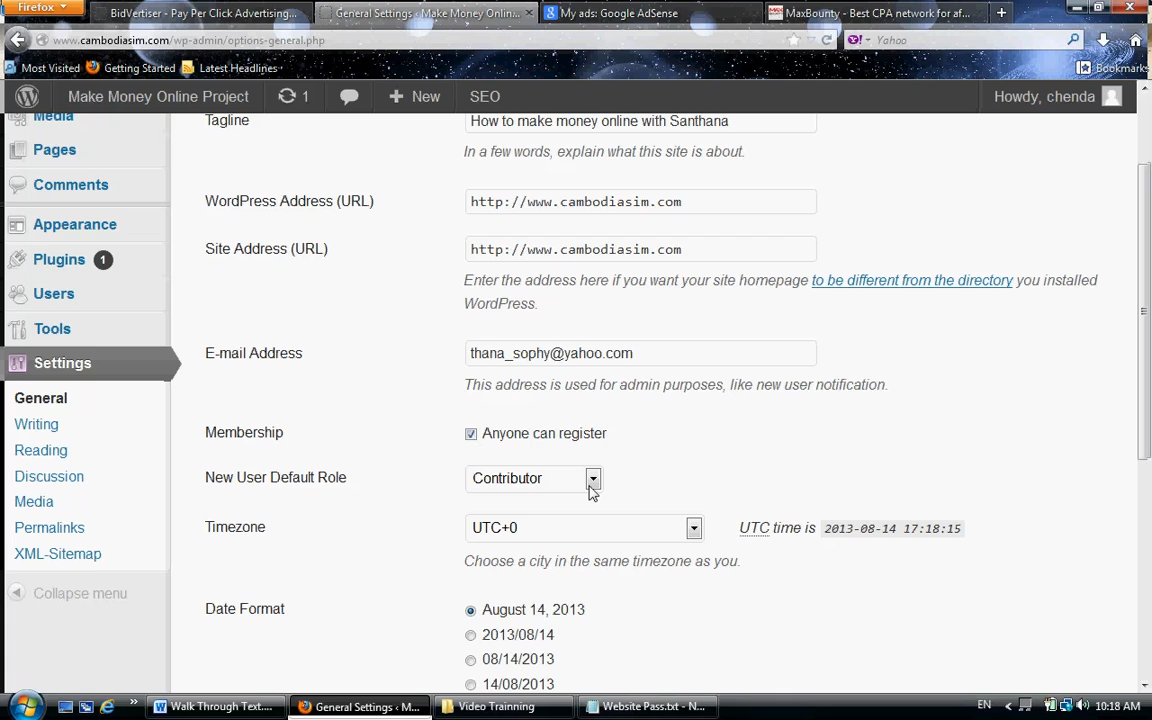 Firefox
BidVertiser - Pay Per Click Advertising...
General Settings ‹ Make Money Onlin...
My ads: Google AdSense
MaxBounty - Best CPA network for af...
www.cambodiasim.com/wp-admin/options-general.php
Yahoo
Most Visited
Getting Started
Latest Headlines
Bookmarks
Make Money Online Project
1
New
SEO
Howdy, chenda
Media
Pages
Comments
Appearance
Plugins 1
Users
Tools
Settings
General
Writing
Reading
Discussion
Media
Permalinks
XML-Sitemap
Collapse menu
Tagline
How to make money online with Santhana
In a few words, explain what this site is about.
WordPress Address (URL)
http://www.cambodiasim.com
Site Address (URL)
http://www.cambodiasim.com
Enter the address here if you want your site homepage to be different from the directory you installed
WordPress.
E-mail Address
thana_sophy@yahoo.com
This address is used for admin purposes, like new user notification.
Membership
Anyone can register
New User Default Role
Contributor
Timezone
UTC+0
UTC time is 2013-08-14 17:18:15
Choose a city in the same timezone as you.
Date Format
August 14, 2013
2013/08/14
08/14/2013
14/08/2013
Walk Through Text....
General Settings ‹ M...
Video Trainning
Website Pass.txt - N...
EN
10:18 AM